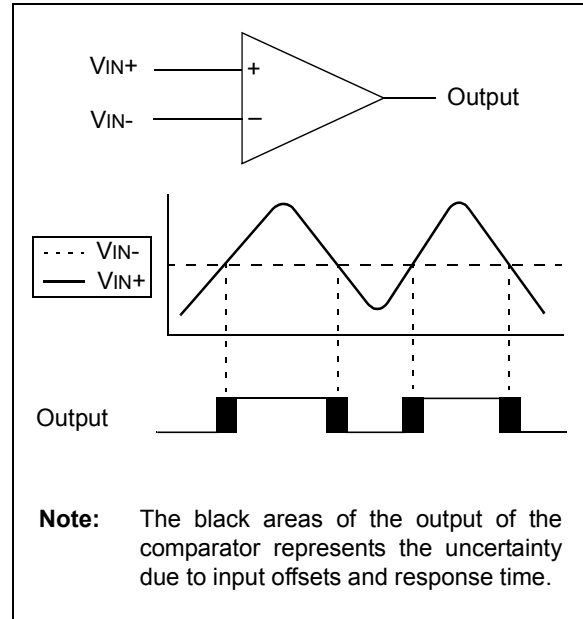 VIN+
+
Output
VIN-
–
VIN-
VIN+
Output
Note: The black areas of the output of the
comparator represents the uncertainty
due to input offsets and response time.